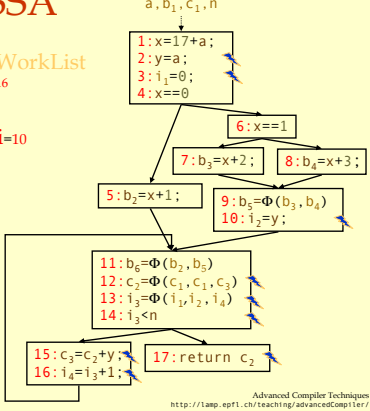 SSA
a,b₁,c₁,n
1:x=17+a;
2:y=a;
3:i₁=0;
4:x==0
WorkList
16
i=10
6:x==1
7:b₃=x+2;
8:b₄=x+3;
5:b₂=x+1;
9:b₅=Φ(b₃,b₄)
10:i₂=y;
11:b₆=Φ(b₂,b₅)
12:c₂=Φ(c₁,c₃)
13:i₃=Φ(i₁,i₂,i₄)
14:i₃<n
15:c₃=c₂+y;
16:i₄=i₃+1;
17:return c₂
Advanced Compiler Techniques
http://lamp.epfl.ch/teaching/advancedCompiler/